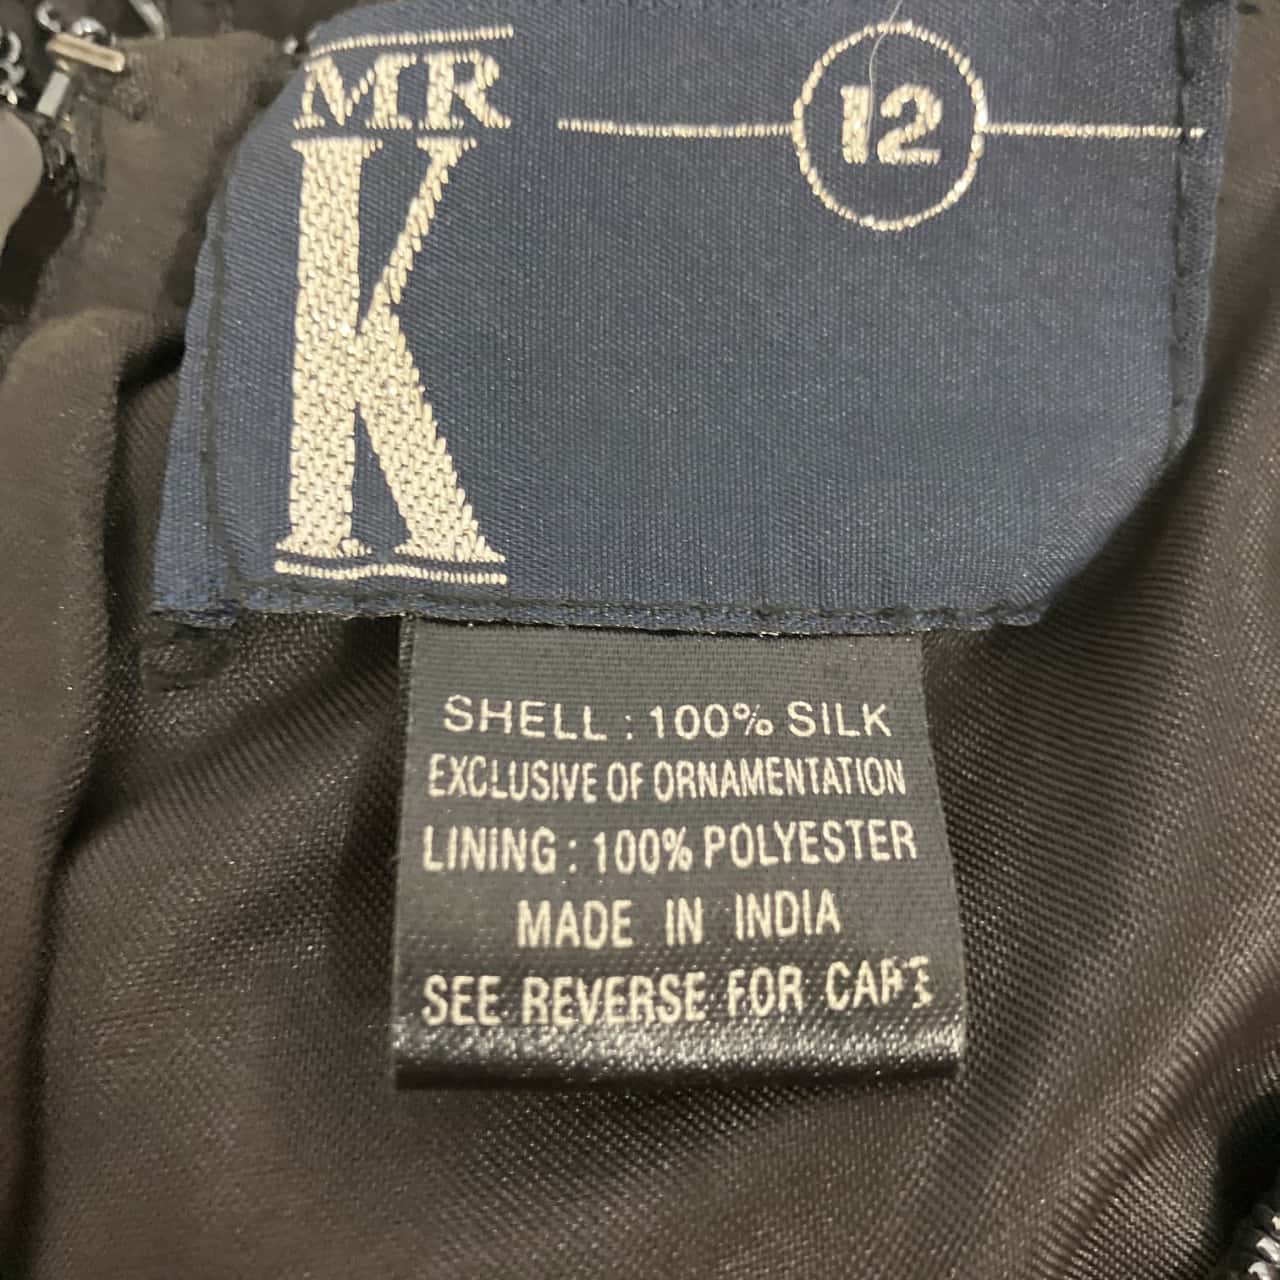 MR
K
12
SHELL : 100% SILK
EXCLUSIVE OF ORNAMENTATION
LINING : 100% POLYESTER
MADE IN INDIA
SEE REVERSE FOR CARE